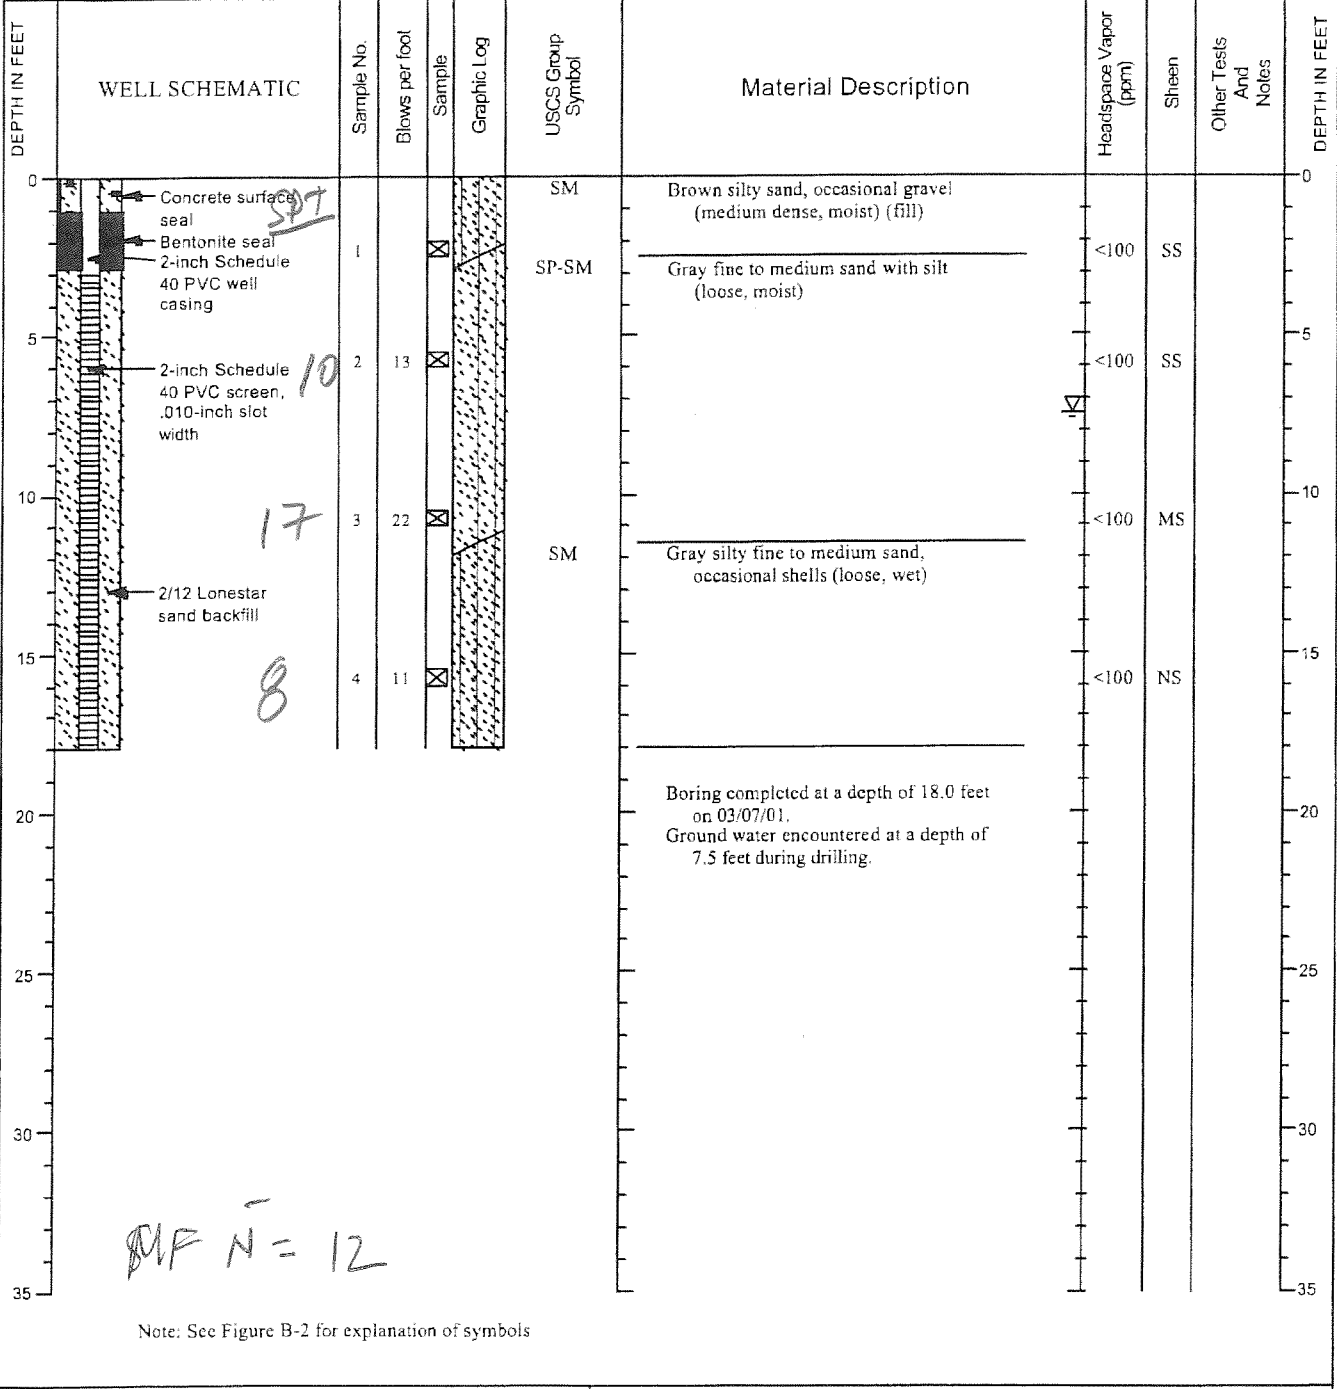 DEPTH IN FEET
WELL SCHEMATIC
Sample No.
Blows per foot
Sample
Graphic Log
USCS Group
Symbol
Material Description
Headspace Vapor
(ppm)
Sheen
Other Tests
And
Notes
DEPTH IN FEET
0
Concrete surface
seal
SPT
Bentonite seal
2-inch Schedule
40 PVC well
casing
1
SM
Brown silty sand, occasional gravel
(medium dense, moist) (fill)
<100
SS
0
SP-SM
Gray fine to medium sand with silt
(loose, moist)
5
2-inch Schedule
40 PVC screen,
.010-inch slot
width
10
2
13
<100
SS
5
10
17
3
22
<100
MS
10
SM
Gray silty fine to medium sand,
occasional shells (loose, wet)
2/12 Lonestar
sand backfill
15
8
4
11
<100
NS
15
Boring completed at a depth of 18.0 feet
on 03/07/01.
Ground water encountered at a depth of
7.5 feet during drilling.
20
20
25
25
30
30
N = 12
35
35
Note: See Figure B-2 for explanation of symbols